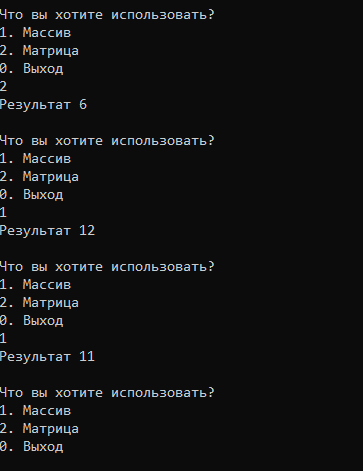 Что вы хотите использовать?
1. Массив
2. Матрица
0. Выход
2
Результат 6
Что вы хотите использовать?
1. Массив
2. Матрица
0. Выход
1
Результат 12
Что вы хотите использовать?
1. Массив
2. Матрица
0. Выход
1
Результат 11
Что вы хотите использовать?
1. Массив
2. Матрица
0. Выход